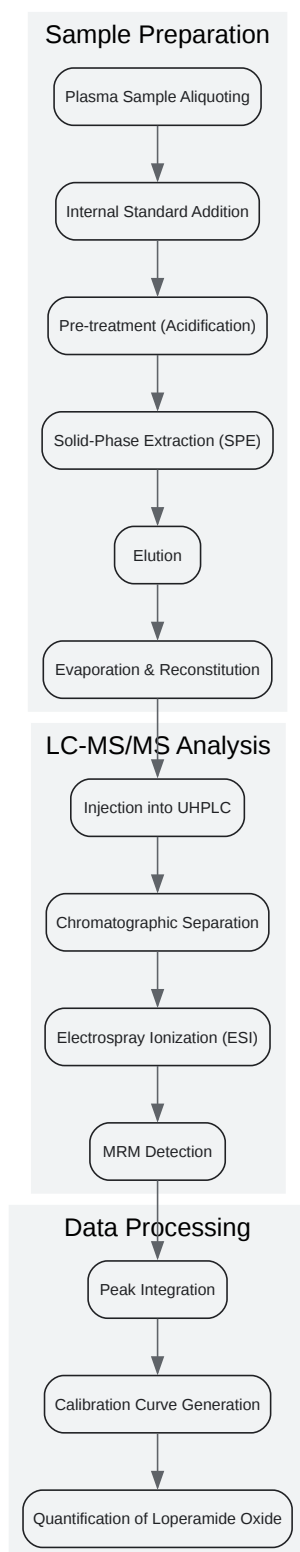 Sample Preparation
Plasma Sample Aliquoting
Internal Standard Addition
Pre-treatment (Acidification)
Solid-Phase Extraction (SPE)
Elution
Evaporation & Reconstitution
LC-MS/MS Analysis
Injection into UHPLC
Chromatographic Separation
Electrospray Ionization (ESI)
MRM Detection
Data Processing
Peak Integration
Calibration Curve Generation
Quantification of Loperamide Oxide